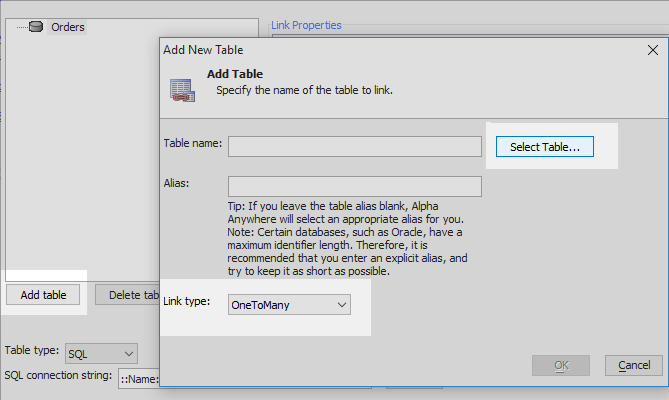 Orders
Link Properties
Add New Table
Add Table
Specify the name of the table to link.
Table name:
Select Table...
Alias:
Tip: If you leave the table alias blank, Alpha
Anywhere will select an appropriate alias for you.
Note: Certain databases, such as Oracle, have a
maximum identifier length. Therefore, it is
recommended that you enter an explicit alias, and
try to keep it as short as possible.
Add table
Delete tab
Link type:
OneToMany
Table type:
SQL
OK
Cancel
SQL connection string:
::Name: